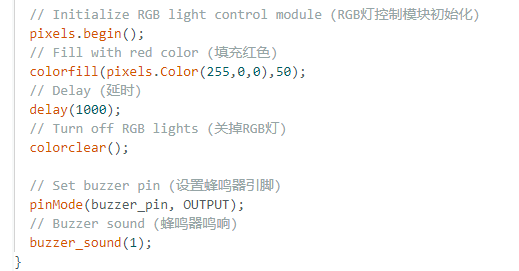 // Initialize RGB light control module (RGB灯控制模块初始化)
pixels.begin();
// Fill with red color (填充红色)
colorfill(pixels.Color(255,0,0),50);
// Delay (延时)
delay(1000);
// Turn off RGB lights (关掉RGB灯)
colorclear();
// Set buzzer pin (设置蜂鸣器引脚)
pinMode(buzzer_pin, OUTPUT);
// Buzzer sound (蜂鸣器鸣响)
buzzer_sound(1);
}